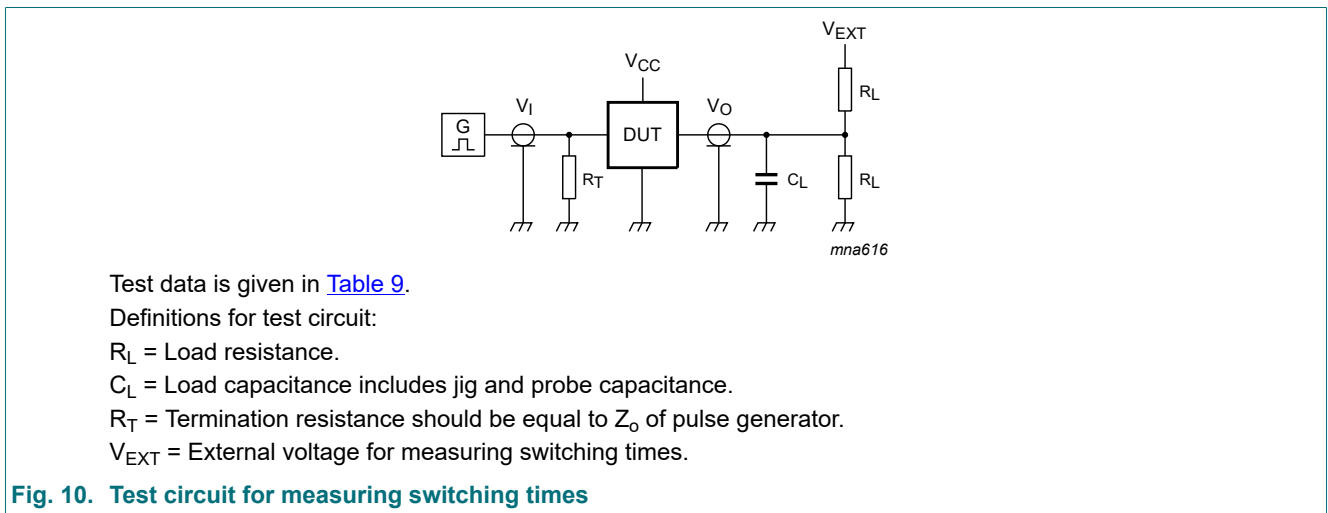 VEXT
VCC
RL
VI
VO
G
DUT
RT
CL
RL
mna616
Test data is given in Table 9.
Definitions for test circuit:
RL = Load resistance.
CL = Load capacitance includes jig and probe capacitance.
RT = Termination resistance should be equal to Zo of pulse generator.
VEXT = External voltage for measuring switching times.
Fig. 10. Test circuit for measuring switching times